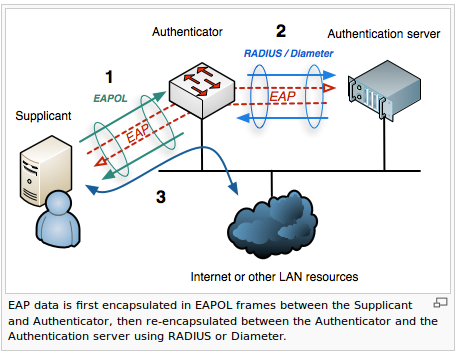 Authenticator
2
Authentication server
RADIUS / Diameter
1
EAPOL
EAP
EAP
Supplicant
3
Internet or other LAN resources
EAP data is first encapsulated in EAPOL frames between the Supplicant
and Authenticator, then re-encapsulated between the Authenticator and the
Authentication server using RADIUS or Diameter.